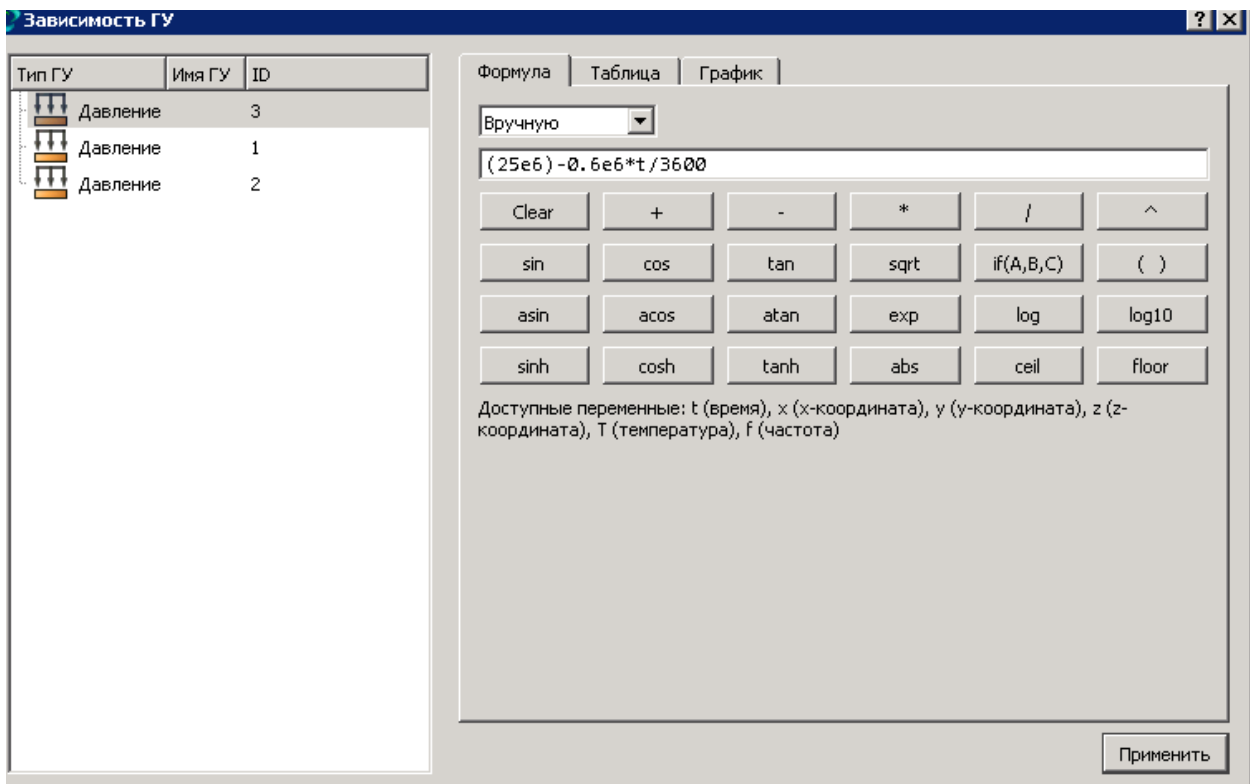 Зависимость ГУ
? X
Тип ГУ Имя ГУ ID
Давление 3
Давление 1
Давление 2
Формула Таблица График
Вручную
(25e6)-0.6e6*t/3600
Clear + - * / ^
sin cos tan sqrt if(A,B,C) ( )
asin acos atan exp log log10
sinh cosh tanh abs ceil floor
Доступные переменные: t (время), x (x-координата), y (y-координата), z (z-
координата), T (температура), f (частота)
Применить